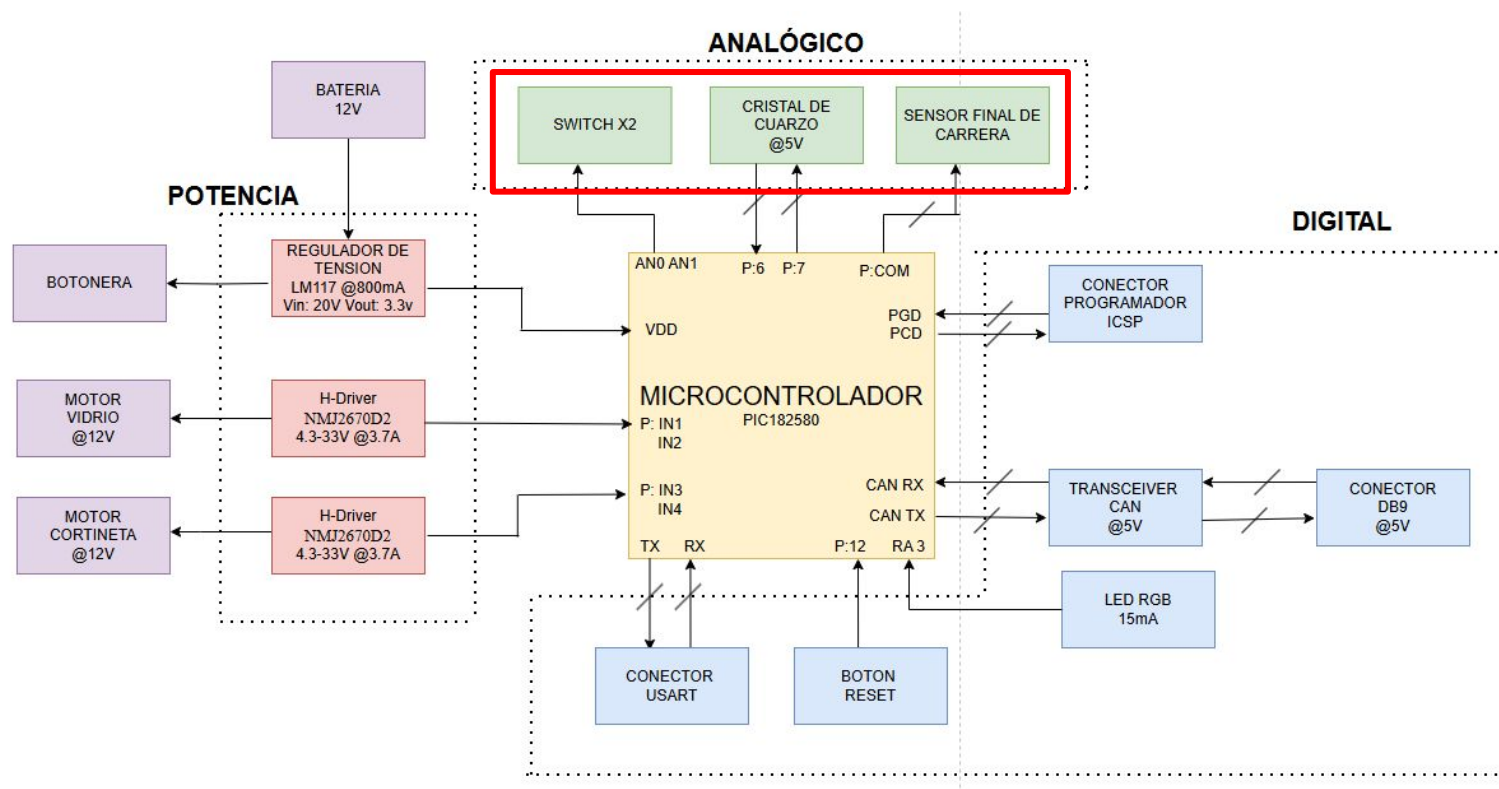 ANALÓGICO
BATERIA
12V
SWITCH X2
CRISTAL DE
CUARZO
@5V
SENSOR FINAL DE
CARRERA
POTENCIA
DIGITAL
BOTONERA
REGULADOR DE
TENSION
LM117 @800mA
Vin: 20V Vout: 3.3v
AN0 AN1
P:6
P:7
P:COM
VDD
PGD
PCD
CONECTOR
PROGRAMADOR
ICSP
MICROCONTROLADOR
PIC182580
MOTOR
VIDRIO
@12V
H-Driver
NMJ2670D2
4.3-33V @3.7A
P: IN1
IN2
MOTOR
CORTINETA
@12V
H-Driver
NMJ2670D2
4.3-33V @3.7A
P: IN3
IN4
CAN RX
CAN TX
TRANSCEIVER
CAN
@5V
CONECTOR
DB9
@5V
TX
RX
P:12
RA 3
LED RGB
15mA
CONECTOR
USART
BOTON
RESET